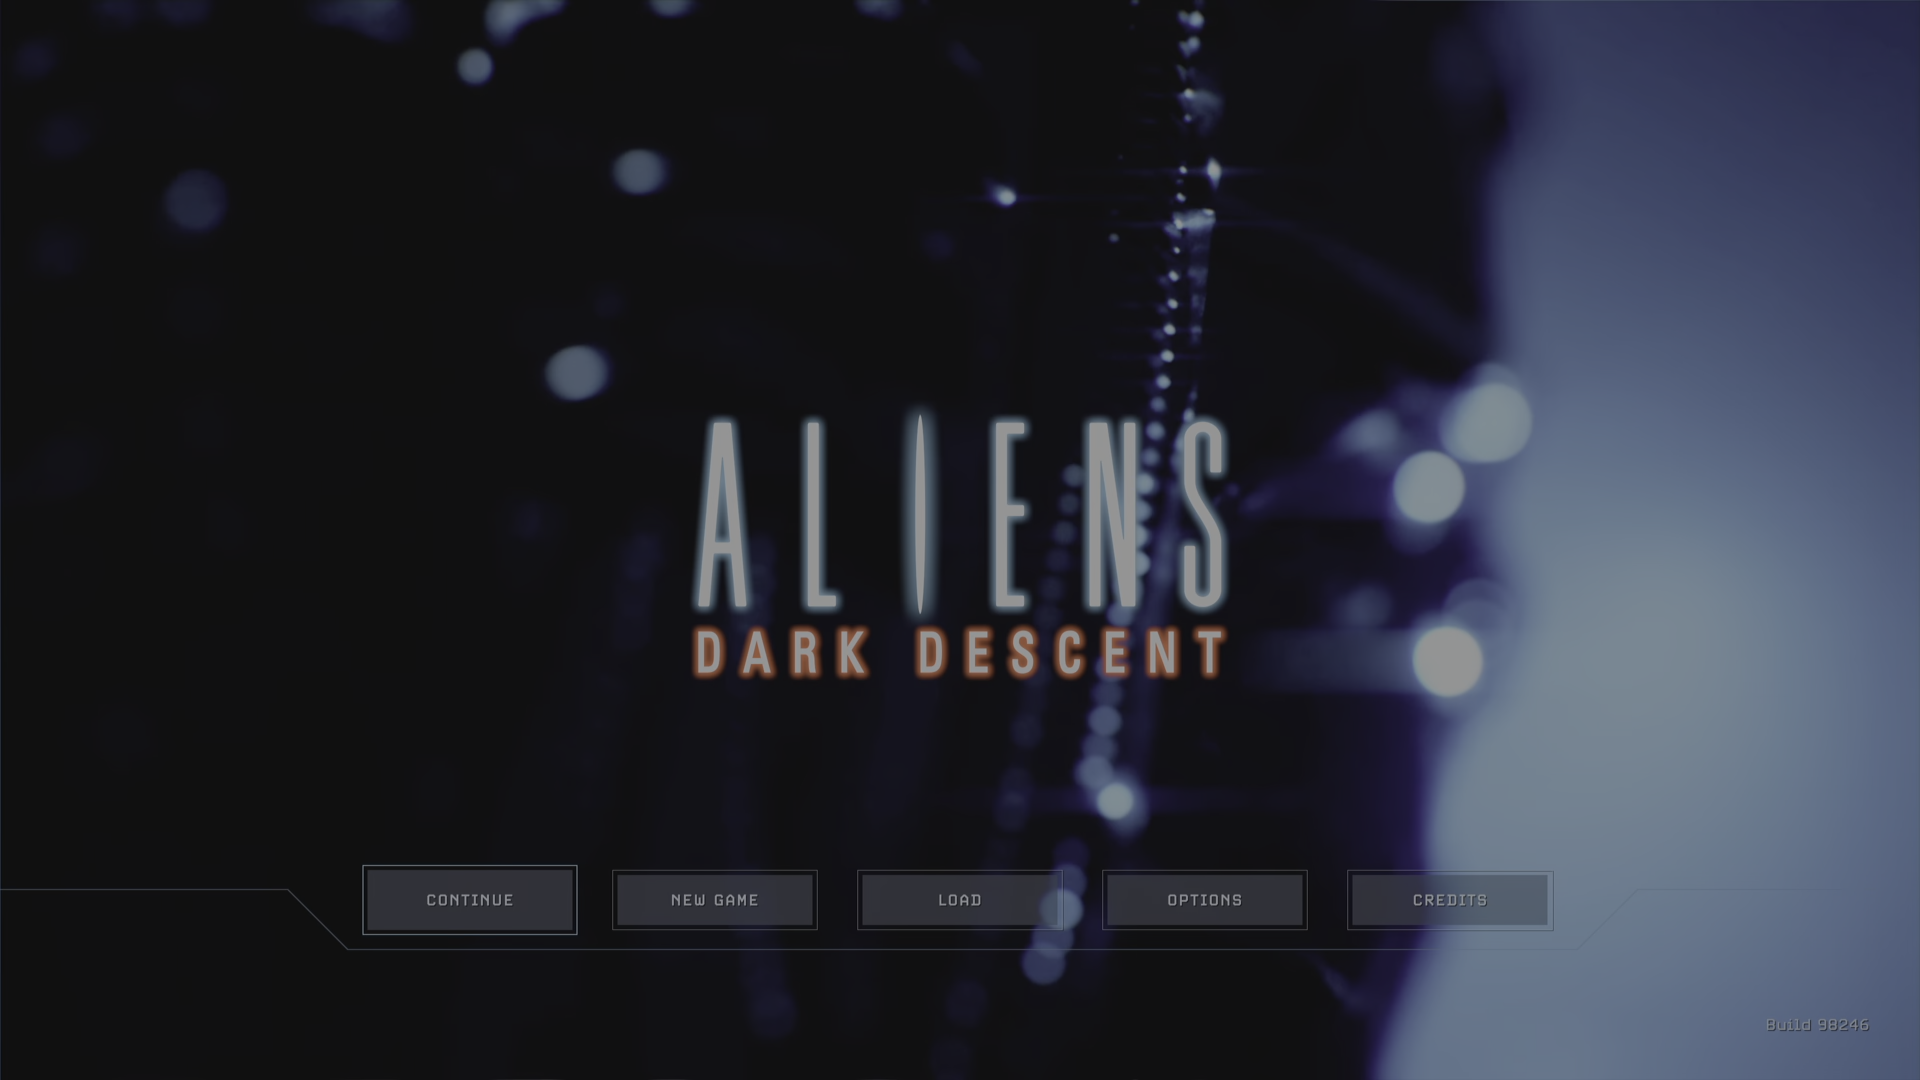 ALIENS
DARK DESCENT
CONTINUE
NEW GAME
LOAD
OPTIONS
CREDITS
Build 98246